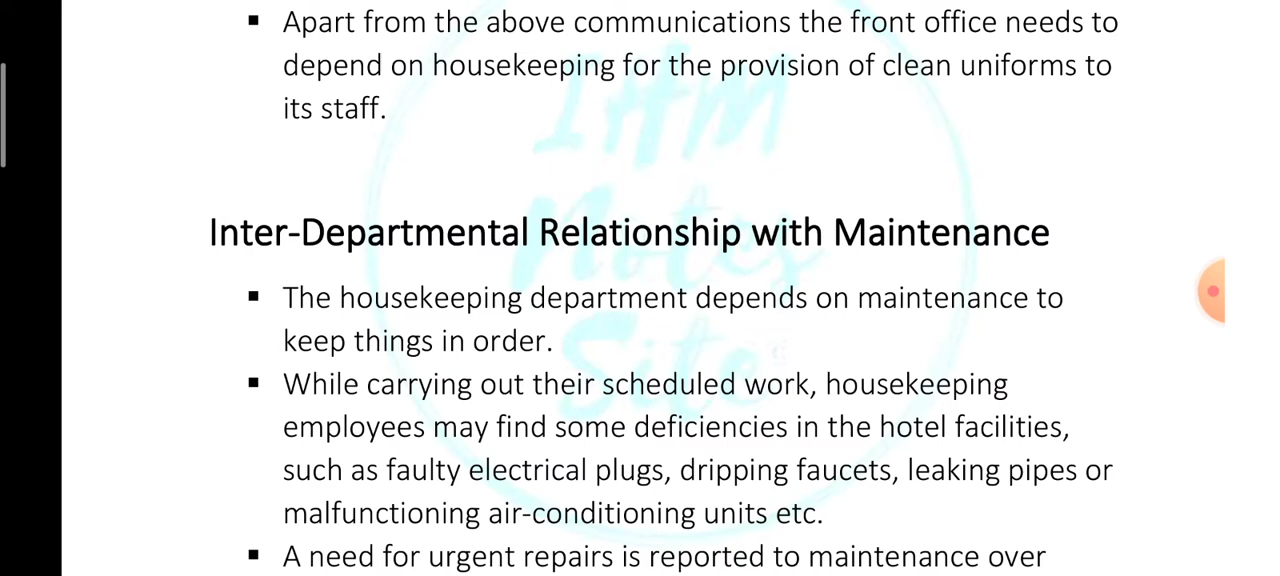 ▪ Apart from the above communications the front office needs to
depend on housekeeping for the provision of clean uniforms to
its staff.
IHM
Notes
Site
Inter-Departmental Relationship with Maintenance
▪ The housekeeping department depends on maintenance to
keep things in order.
▪ While carrying out their scheduled work, housekeeping
employees may find some deficiencies in the hotel facilities,
such as faulty electrical plugs, dripping faucets, leaking pipes or
malfunctioning air-conditioning units etc.
▪ A need for urgent repairs is reported to maintenance over